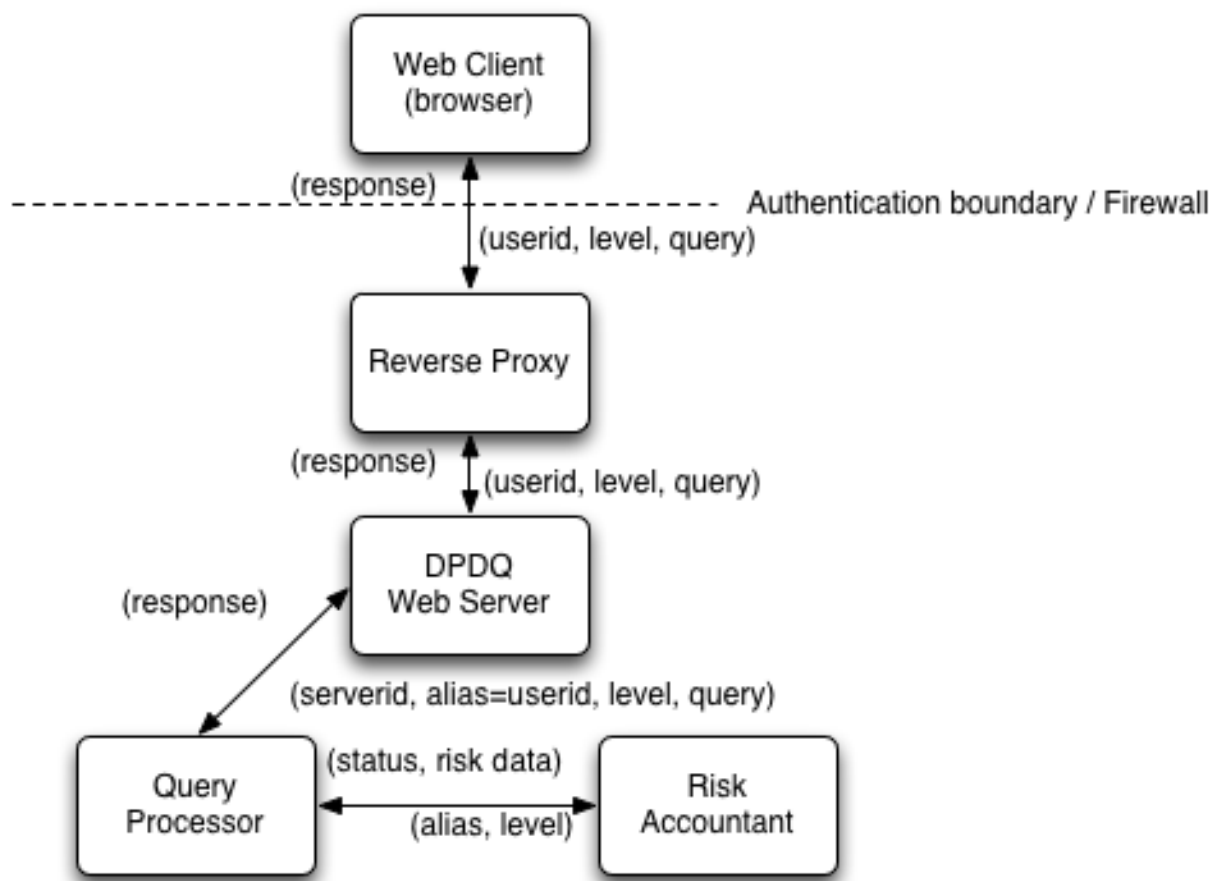 Web Client
(browser)
(response)
Authentication boundary / Firewall
(userid, level, query)
Reverse Proxy
(response)
(userid, level, query)
DPDQ
Web Server
(response)
(serverid, alias=userid, level, query)
(status, risk data)
Query
Processor
Risk
Accountant
(alias, level)